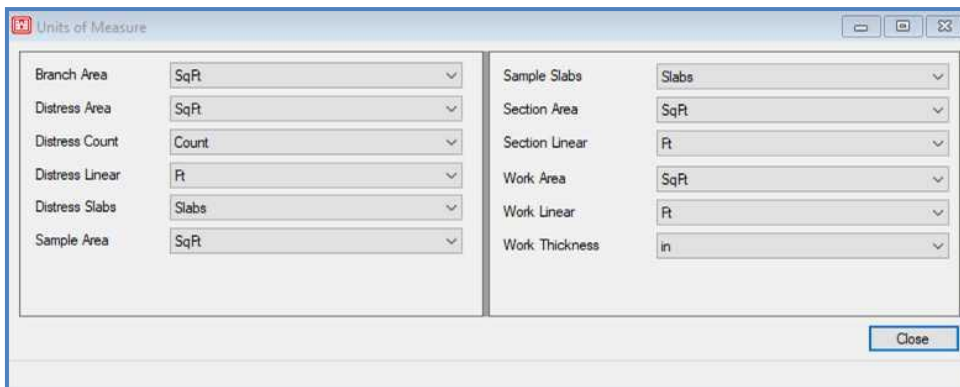 Units of Measure
Branch Area SqFt
Distress Area SqFt
Distress Count Count
Distress Linear Ft
Distress Slabs Slabs
Sample Area SqFt
Sample Slabs Slabs
Section Area SqFt
Section Linear Ft
Work Area SqFt
Work Linear Ft
Work Thickness in
Close